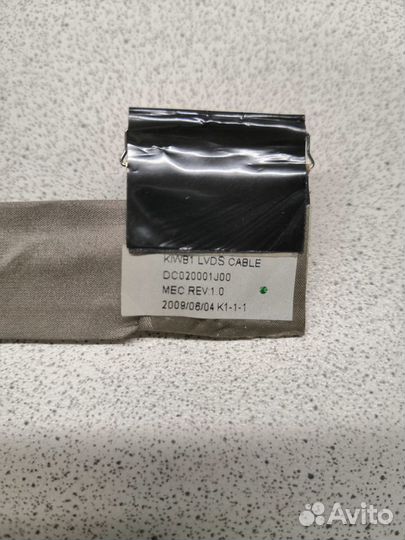 KIWB1 LVDS CABLE
DC020001J00
MEC REV:1.0
2009/06/04 K1-1-1
Avito